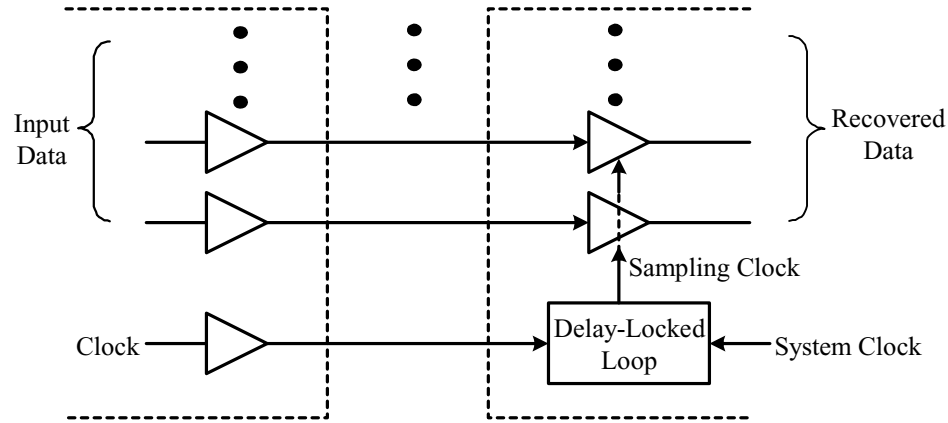 Input
Data
Recovered
Data
Sampling Clock
Clock
Delay-Locked
Loop
System Clock